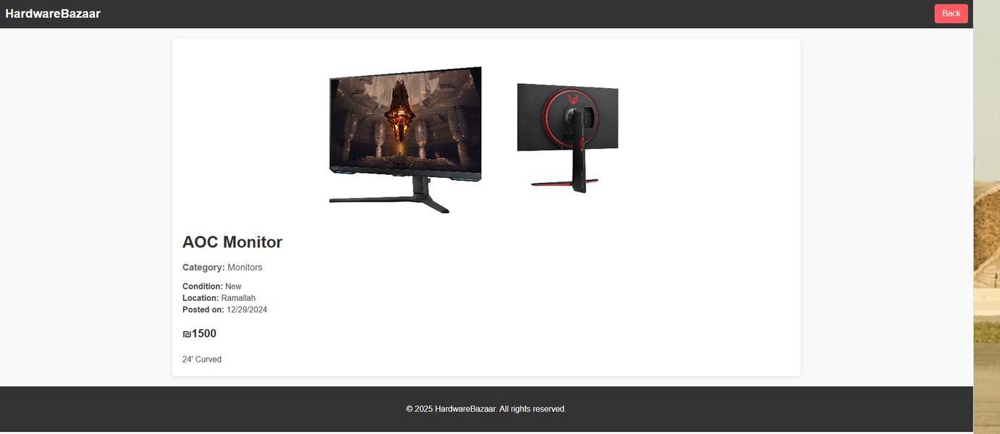 HardwareBazaar
Back
AOC Monitor
Category: Monitors
Condition: New
Location: Ramallah
Posted on: 12/29/2024
₪1500
24' Curved
© 2025 HardwareBazaar. All rights reserved.